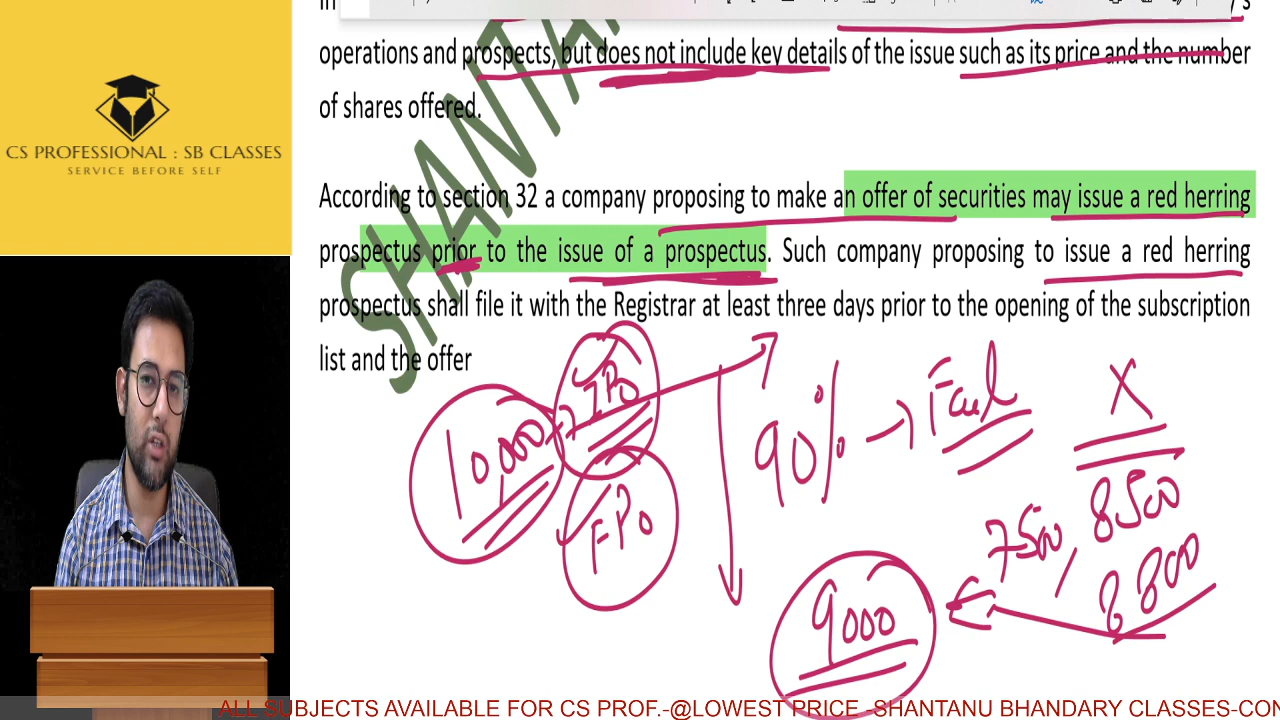 operations and prospects, but does not include key details of the issue such as its price and the number
of shares offered.
According to section 32 a company proposing to make an offer of securities may issue a red herring
prospectus prior to the issue of a prospectus. Such company proposing to issue a red herring
prospectus shall file it with the Registrar at least three days prior to the opening of the subscription
list and the offer
CS PROFESSIONAL : SB CLASSES
SERVICE BEFORE SELF
SHANTA
10,000
IPO
FPO
90%
Ful
X
7500, 8500
8800
9000
ALL SUBJECTS AVAILABLE FOR CS PROF.-@LOWEST PRICE -SHANTANU BHANDARY CLASSES-CON